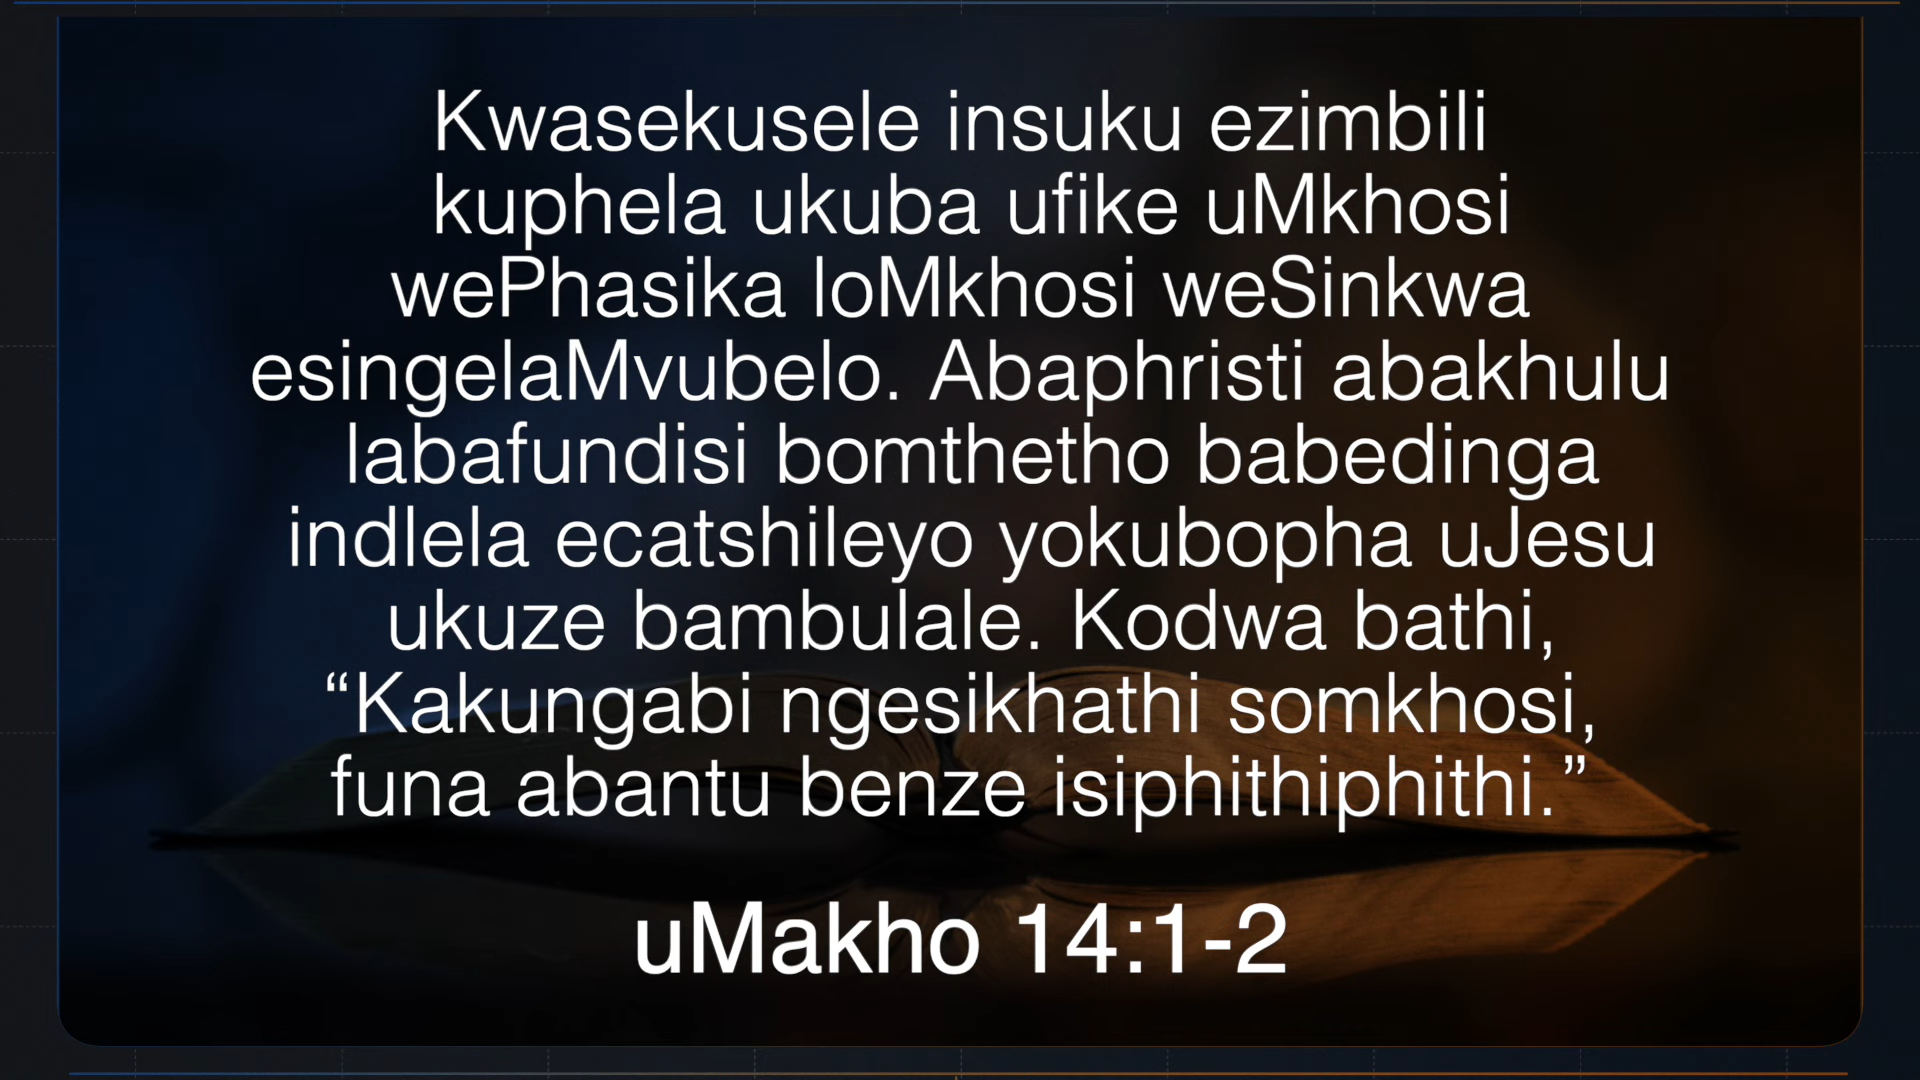 Kwasekusele insuku ezimbili
kuphela ukuba ufike uMkhosi
wePhasika loMkhosi weSinkwa
esingelaMvubelo. Abaphristi abakhulu
labafundisi bomthetho babedinga
indlela ecatshileyo yokubopha uJesu
ukuze bambulale. Kodwa bathi,
“Kakungabi ngesikhathi somkhosi,
funa abantu benze isiphithiphithi.”
uMakho 14:1-2